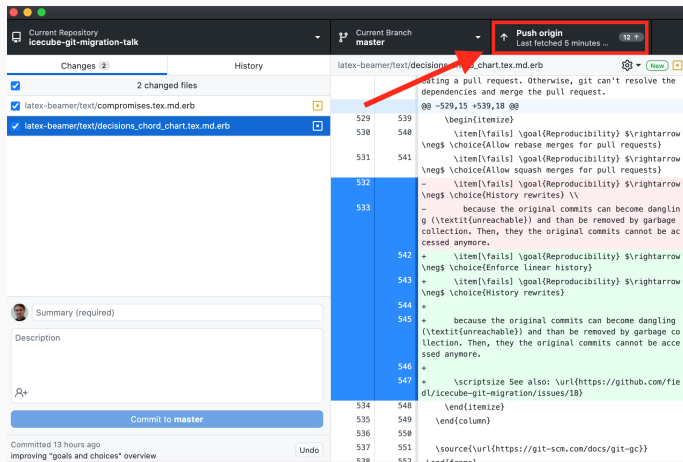 Current Repository
icecube-git-migration-talk
Current Branch
master
Push origin
Last fetched 5 minutes ...
12 ↑
Changes 2
History
2 changed files
latex-beamer/text/compromises.tex.md.erb
latex-beamer/text/decisions_chord_chart.tex.md.erb
Summary (required)
Description
Commit to master
Committed 13 hours ago
improving "goals and choices" overview
Undo
latex-beamer/text/decisions_chord_chart.tex.md.erb
New
eating a pull request. Otherwise, git can't resolve the
dependencies and merge the pull request.
@@ -529,15 +539,18 @@
529 539 \begin{itemize}
530 540 \item[\fails] \goal{Reproducibility} $\rightarrow
\neg$ \choice{Allow rebase merges for pull requests}
531 541 \item[\fails] \goal{Reproducibility} $\rightarrow
\neg$ \choice{Allow squash merges for pull requests}
532 - \item[\fails] \goal{Reproducibility} $\rightarrow
\neg$ \choice{History rewrites} \\
533 - because the original commits can become danglin
g (\textit{unreachable}) and than be removed by garbage
collection. Then, they the original commits cannot be ac
cessed anymore.
542 + \item[\fails] \goal{Reproducibility} $\rightarrow
\neg$ \choice{Enforce linear history}
543 + \item[\fails] \goal{Reproducibility} $\rightarrow
\neg$ \choice{History rewrites}
544 +
545 + because the original commits can become dangling
(\textit{unreachable}) and than be removed by garbage co
llection. Then, they the original commits cannot be acce
ssed anymore.
546 +
547 + \scriptsize See also: \url{https://github.com/fie
dl/icecube-git-migration/issues/18}
534 548 \end{itemize}
535 549 \end{column}
536 550
537 551 \source{\url{https://git-scm.com/docs/git-gc}}
538 552 \end{frame}